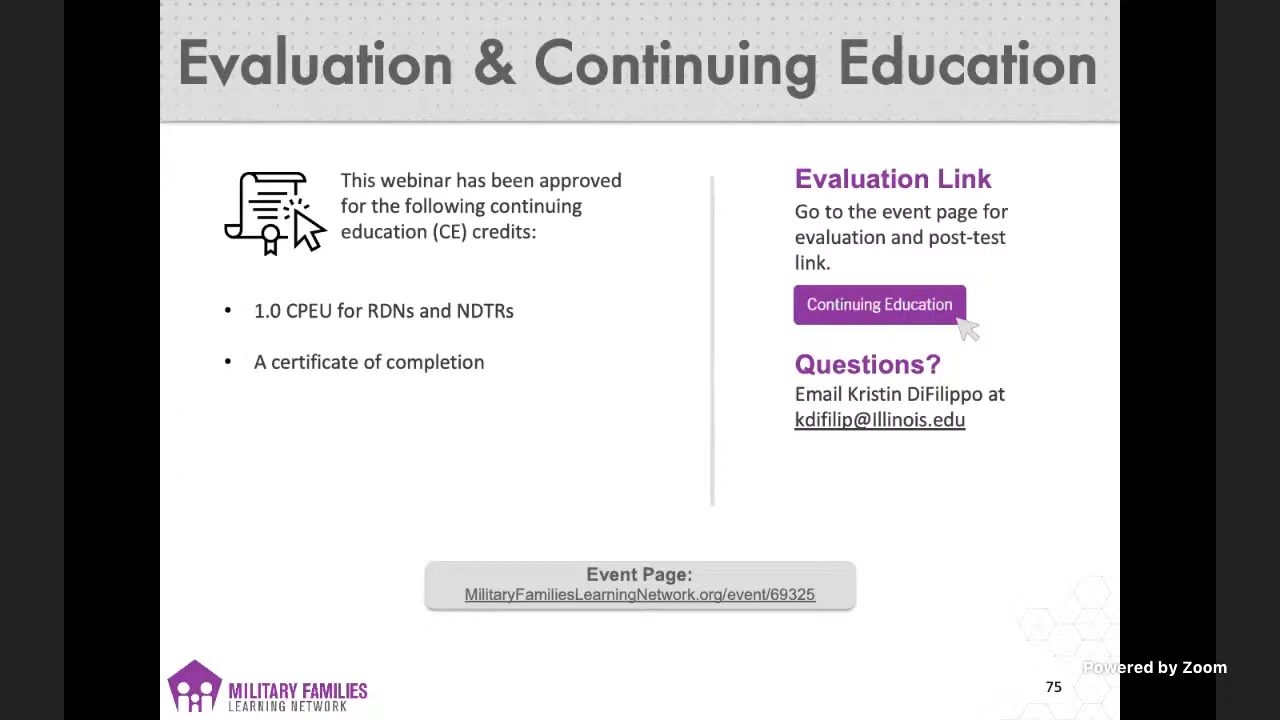 Evaluation & Continuing Education
This webinar has been approved
for the following continuing
education (CE) credits:
• 1.0 CPEU for RDNs and NDTRs
• A certificate of completion
Evaluation Link
Go to the event page for
evaluation and post-test
link.
Continuing Education
Questions?
Email Kristin DiFilippo at
kdifilip@Illinois.edu
Event Page:
MilitaryFamiliesLearningNetwork.org/event/69325
MILITARY FAMILIES
LEARNING NETWORK
75
Powered by Zoom